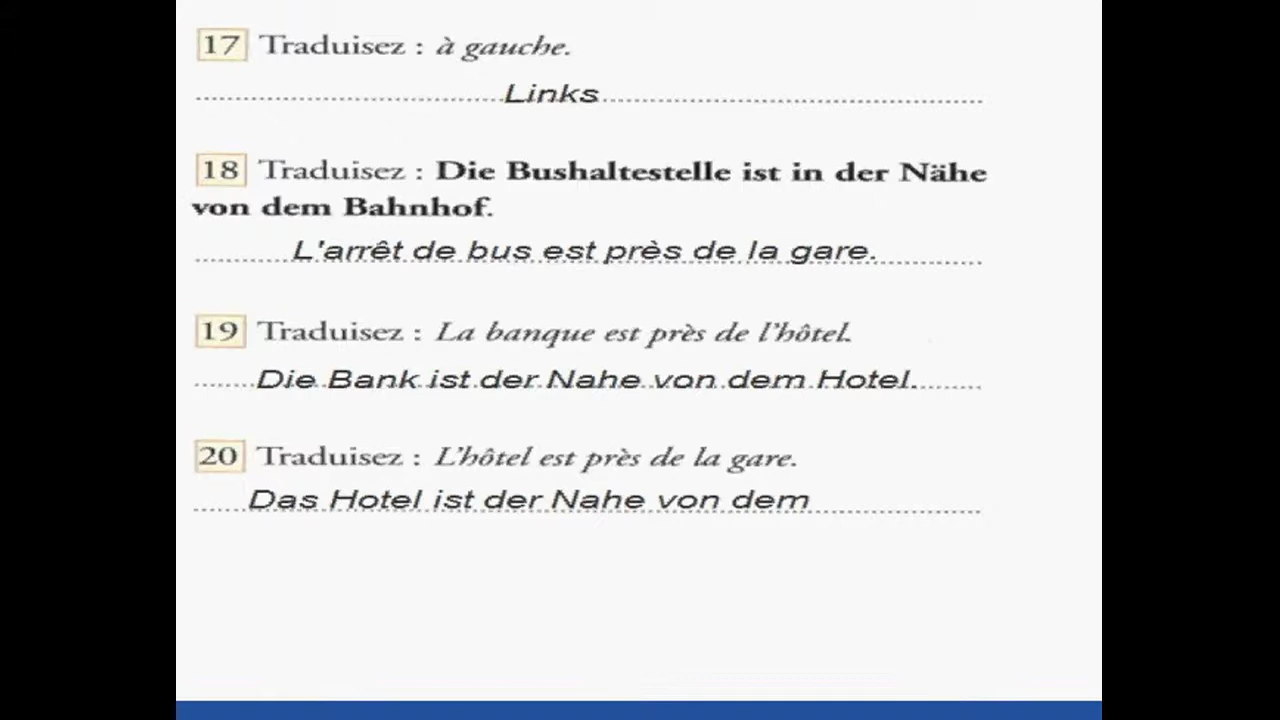 17 Traduisez : à gauche.
Links
18 Traduisez : Die Bushaltestelle ist in der Nähe
von dem Bahnhof.
L'arrêt de bus est près de la gare.
19 Traduisez : La banque est près de l'hôtel.
Die Bank ist der Nahe von dem Hotel.
20 Traduisez : L'hôtel est près de la gare.
Das Hotel ist der Nahe von dem